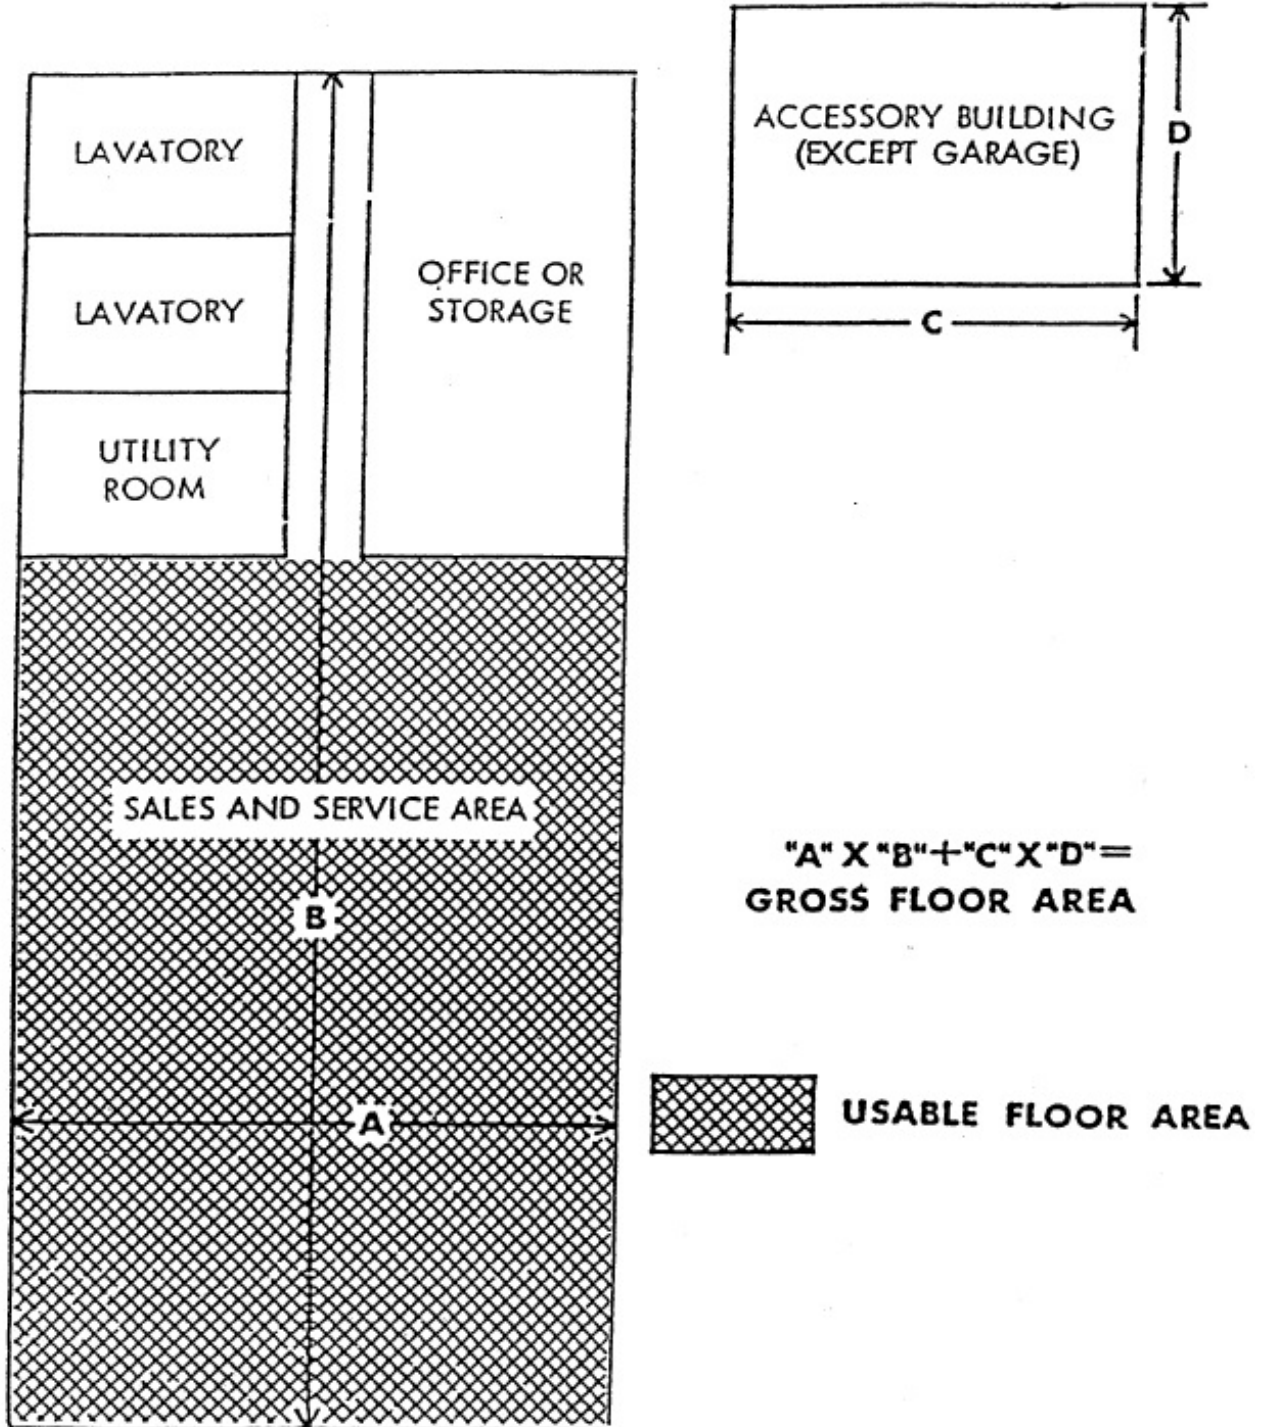 LAVATORY
LAVATORY
UTILITY
ROOM
OFFICE OR
STORAGE
ACCESSORY BUILDING
(EXCEPT GARAGE)
D
C
SALES AND SERVICE AREA
B
A
"A" X "B"+"C" X "D"=
GROSS FLOOR AREA
USABLE FLOOR AREA